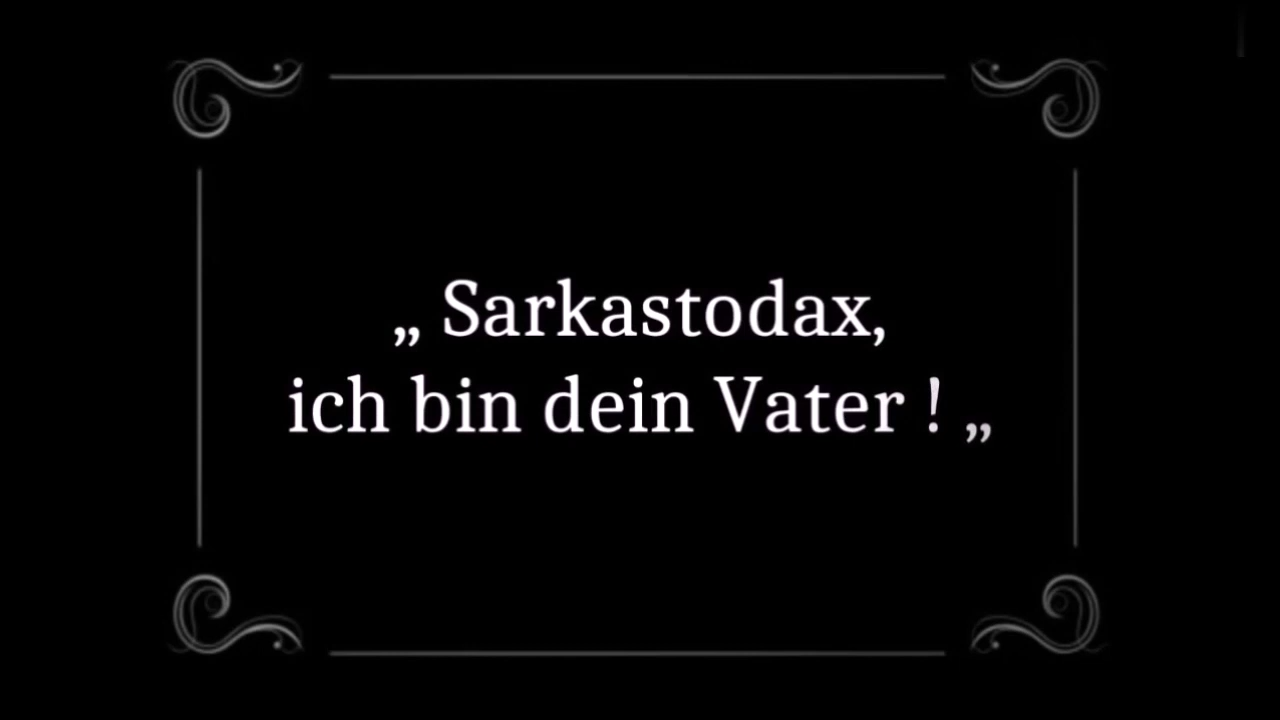 „ Sarkastodax,
ich bin dein Vater ! „